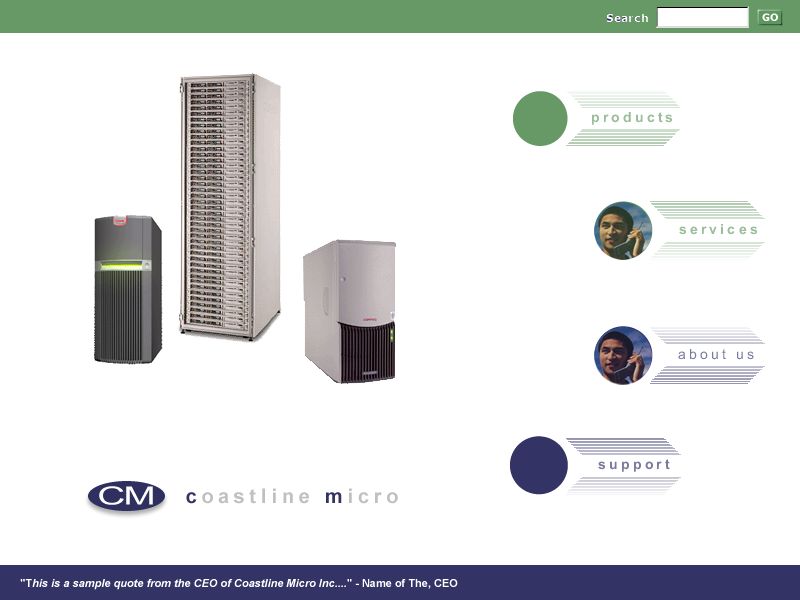 Search GO
products
services
about us
support
CM coastline micro
"This is a sample quote from the CEO of Coastline Micro Inc...." - Name of The, CEO